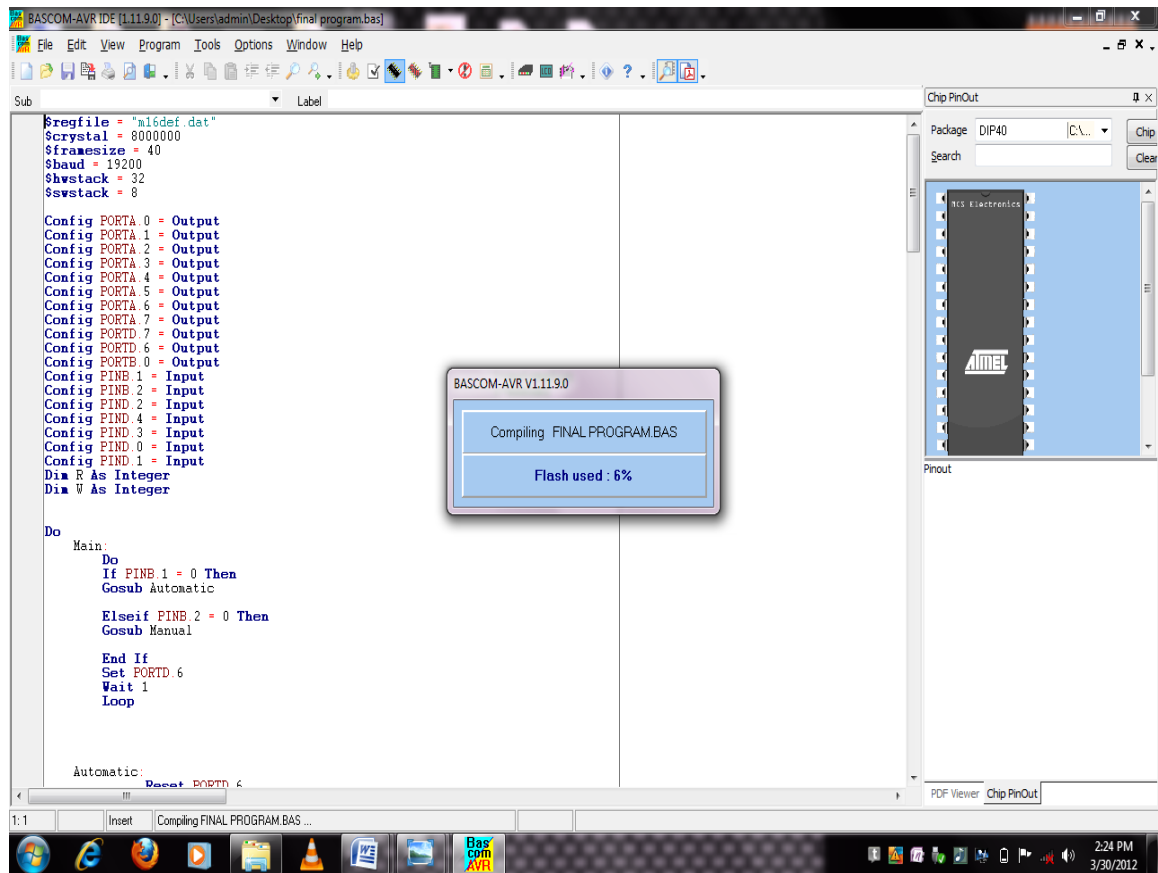 BASCOM-AVR IDE [1.11.9.0] - [C:\Users\admin\Desktop\final program.bas]
File Edit View Program Tools Options Window Help
Sub
Label
$regfile = "m16def.dat"
$crystal = 8000000
$framesize = 40
$baud = 19200
$hwstack = 32
$swstack = 8
Config PORTA.0 = Output
Config PORTA.1 = Output
Config PORTA.2 = Output
Config PORTA.3 = Output
Config PORTA.4 = Output
Config PORTA.5 = Output
Config PORTA.6 = Output
Config PORTA.7 = Output
Config PORTD.7 = Output
Config PORTD.6 = Output
Config PORTB.0 = Output
Config PINB.1 = Input
Config PINB.2 = Input
Config PIND.2 = Input
Config PIND.4 = Input
Config PIND.3 = Input
Config PIND.0 = Input
Config PIND.1 = Input
Dim R As Integer
Dim W As Integer
Do
Main:
Do
If PINB.1 = 0 Then
Gosub Automatic
Elseif PINB.2 = 0 Then
Gosub Manual
End If
Set PORTD.6
Wait 1
Loop
Automatic:
Reset PORTD.6
BASCOM-AVR V1.11.9.0
Compiling FINAL PROGRAM.BAS
Flash used : 6%
Chip PinOut
Package DIP40 C:\... Chip
Search Clear
MCS Electronics
ATMEL
Pinout
PDF Viewer Chip PinOut
1: 1 Insert Compiling FINAL PROGRAM.BAS ...
Bas com AVR
2:24 PM
3/30/2012